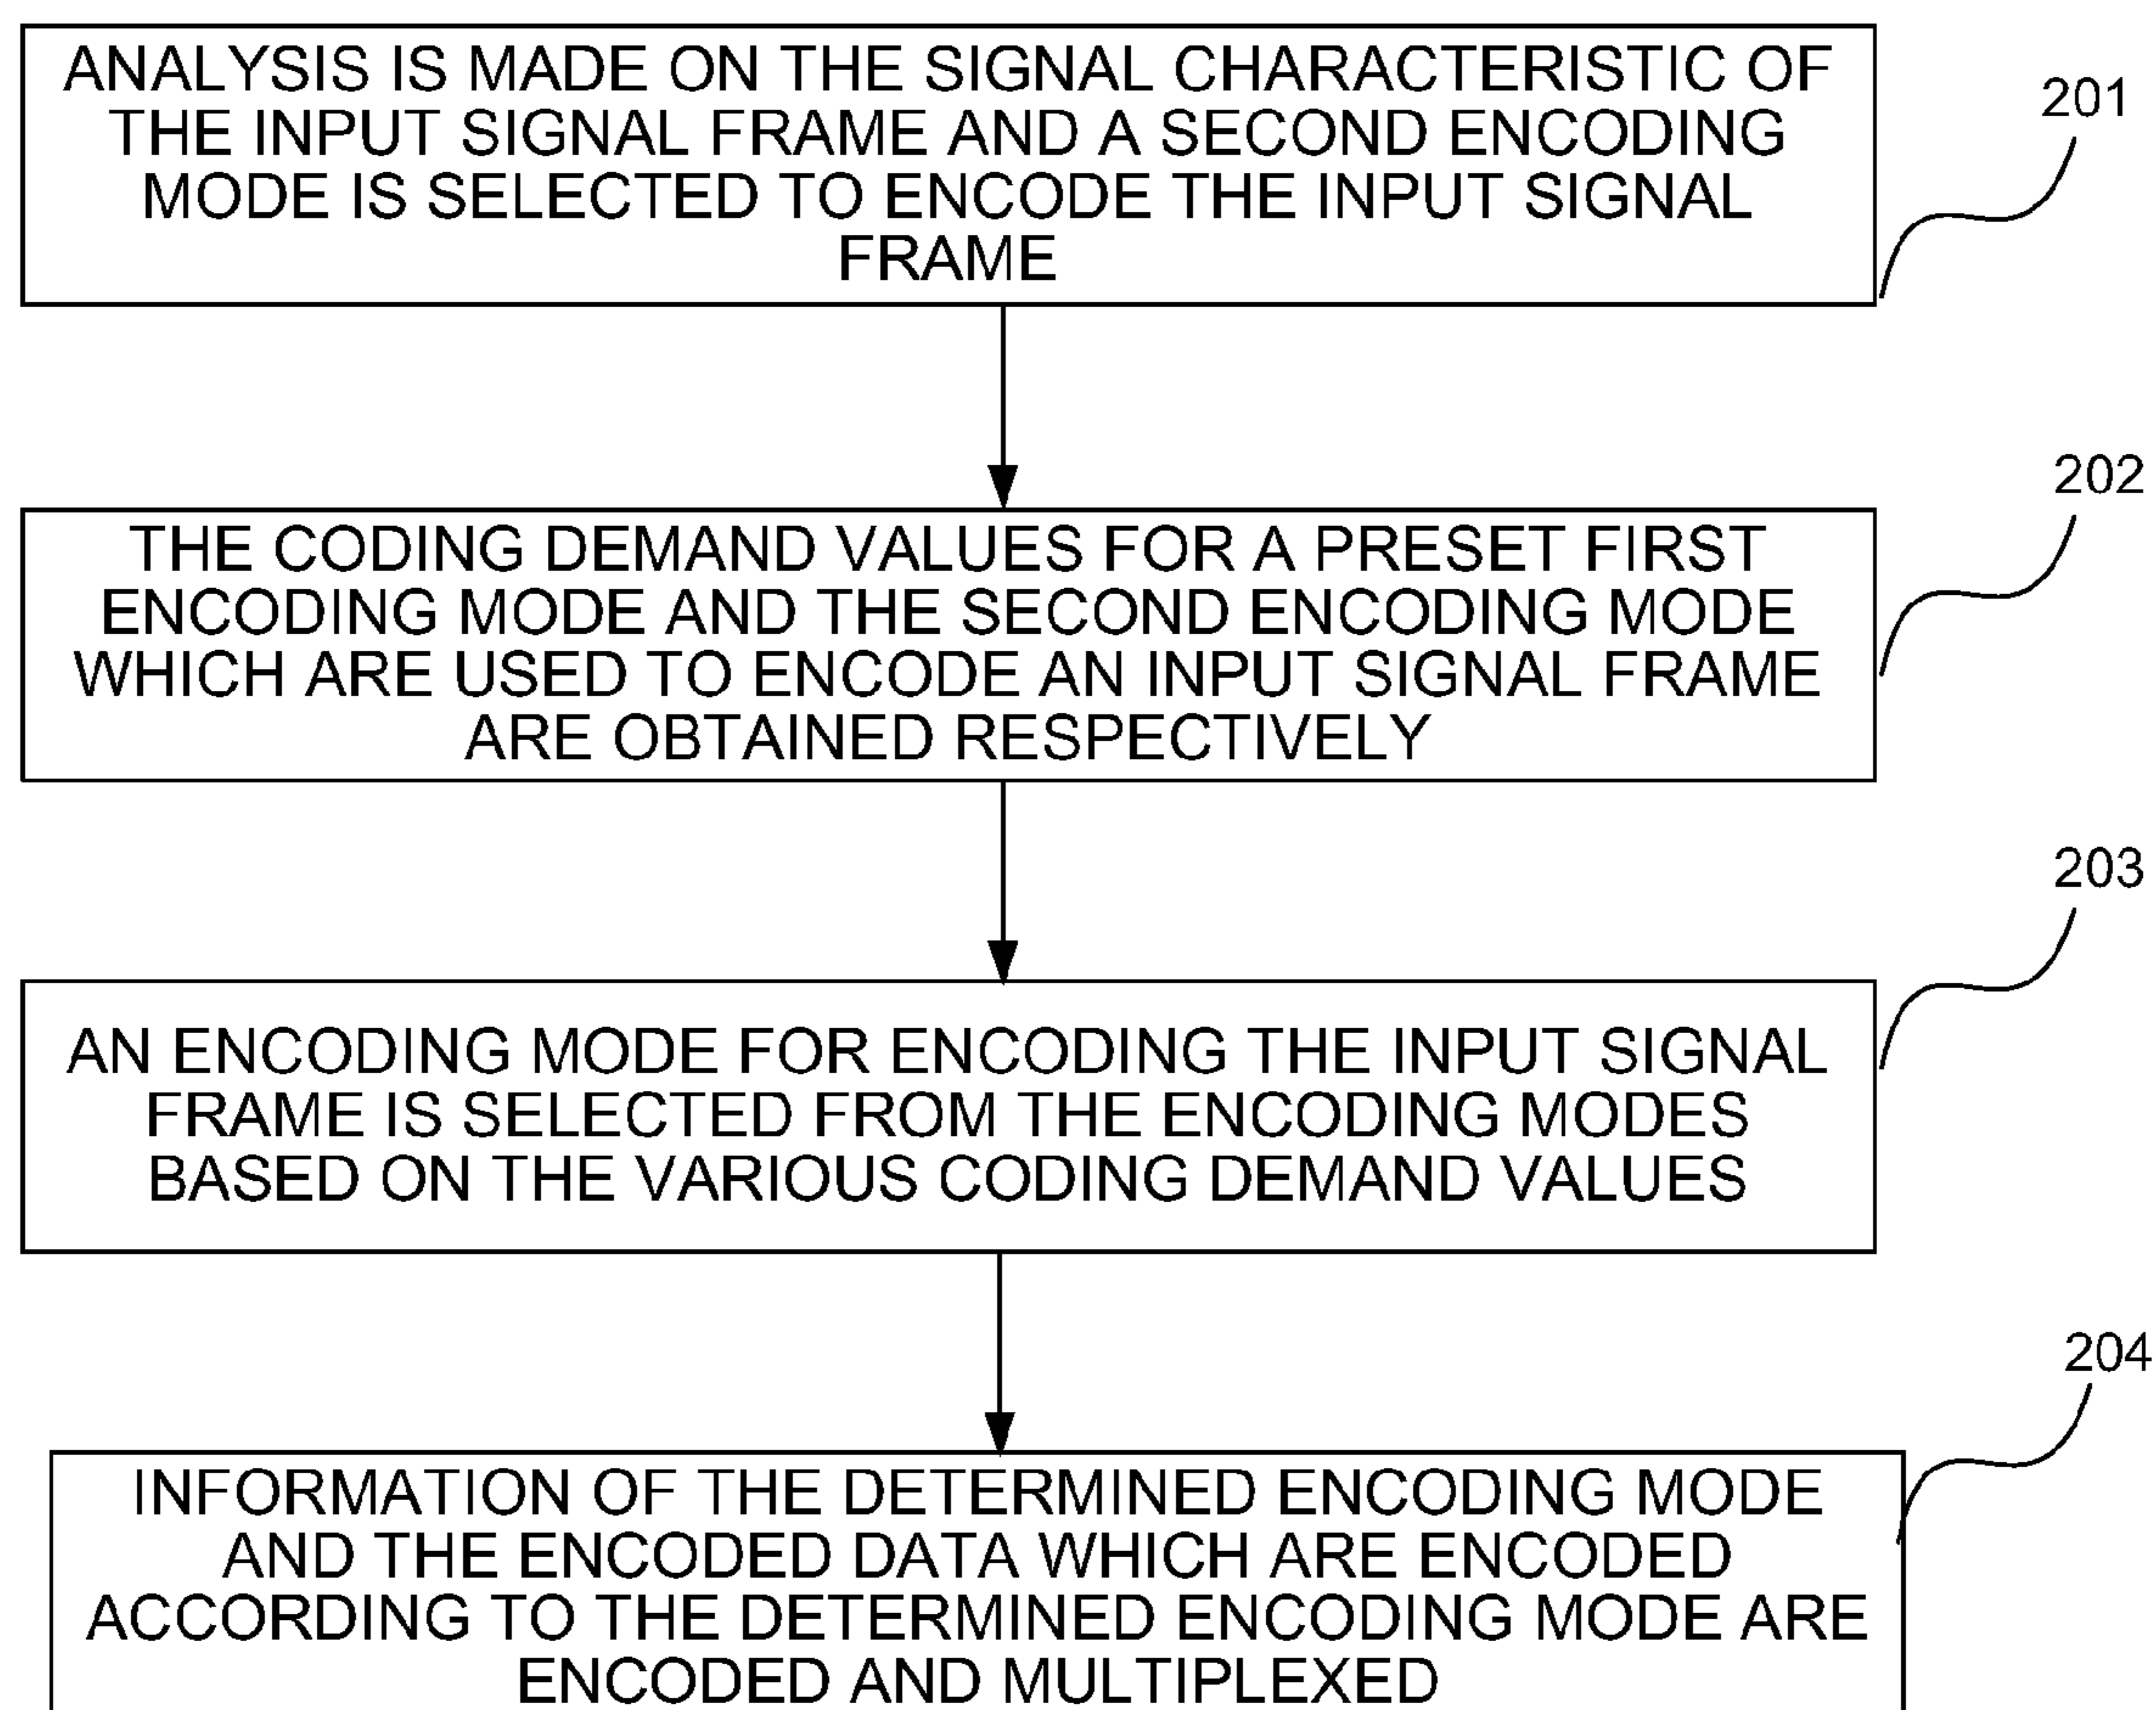 ANALYSIS IS MADE ON THE SIGNAL CHARACTERISTIC OF
THE INPUT SIGNAL FRAME AND A SECOND ENCODING
MODE IS SELECTED TO ENCODE THE INPUT SIGNAL
FRAME
201
202
THE CODING DEMAND VALUES FOR A PRESET FIRST
ENCODING MODE AND THE SECOND ENCODING MODE
WHICH ARE USED TO ENCODE AN INPUT SIGNAL FRAME
ARE OBTAINED RESPECTIVELY
203
AN ENCODING MODE FOR ENCODING THE INPUT SIGNAL
FRAME IS SELECTED FROM THE ENCODING MODES
BASED ON THE VARIOUS CODING DEMAND VALUES
204
INFORMATION OF THE DETERMINED ENCODING MODE
AND THE ENCODED DATA WHICH ARE ENCODED
ACCORDING TO THE DETERMINED ENCODING MODE ARE
ENCODED AND MULTIPLEXED